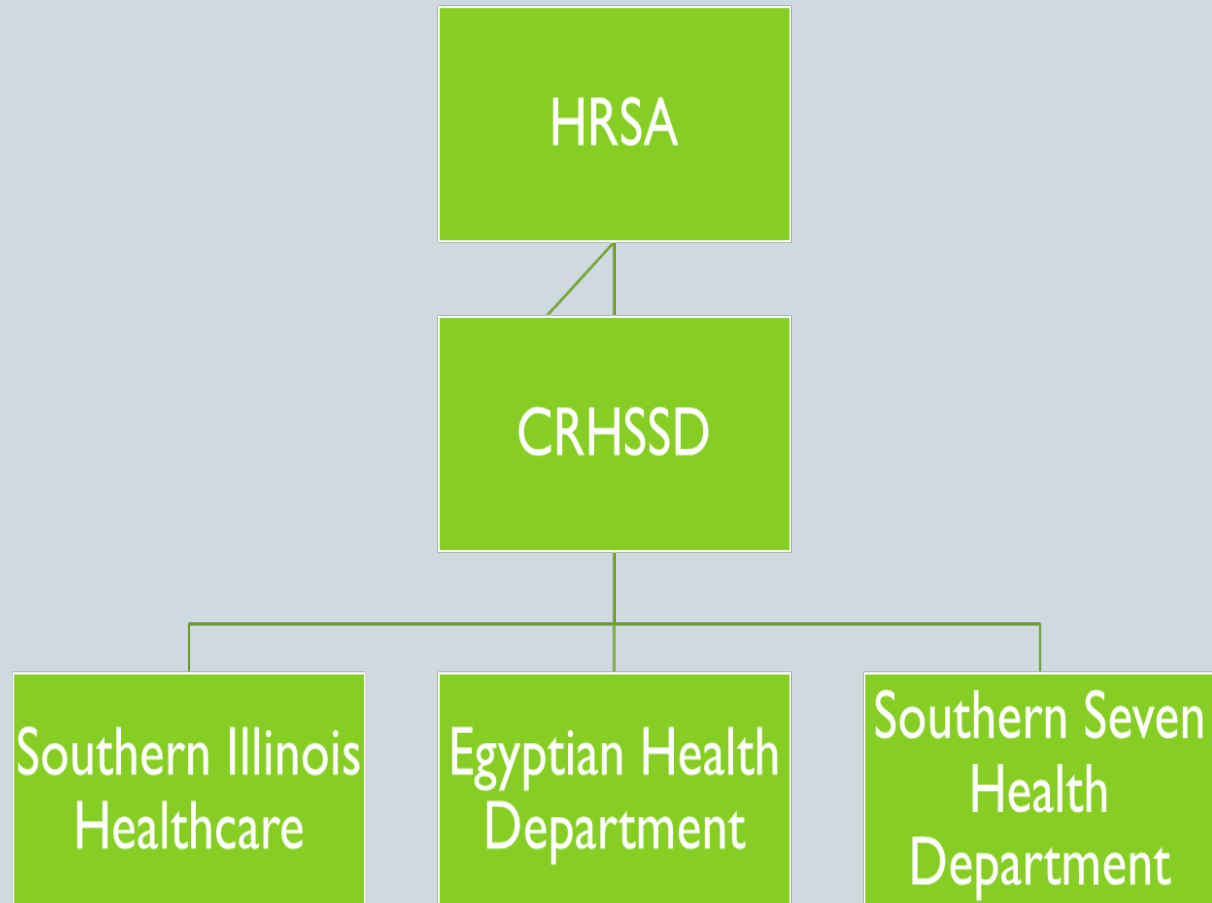 HRSA
CRHSSD
Southern Illinois
Healthcare
Egyptian Health
Department
Southern Seven
Health
Department